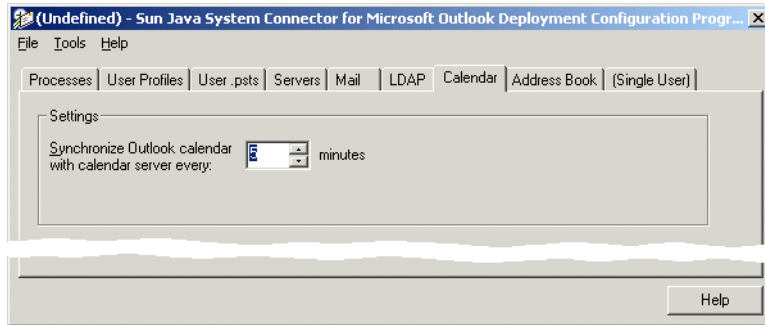 (Undefined) - Sun Java System Connector for Microsoft Outlook Deployment Configuration Progr...
File Tools Help
Processes User Profiles User .psts Servers Mail LDAP Calendar Address Book (Single User)
Settings
Synchronize Outlook calendar
with calendar server every: 5 minutes
Help